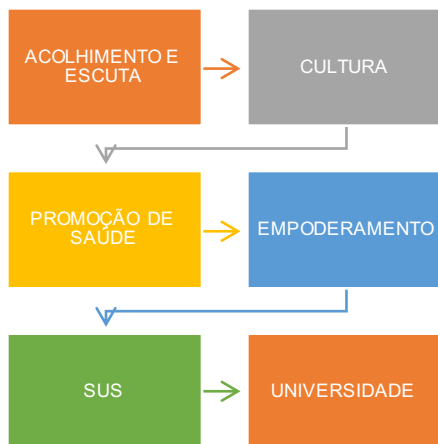 ACOLHIMENTO E
ESCUTA
CULTURA
PROMOÇÃO DE
SAÚDE
EMPODERAMENTO
SUS
UNIVERSIDADE